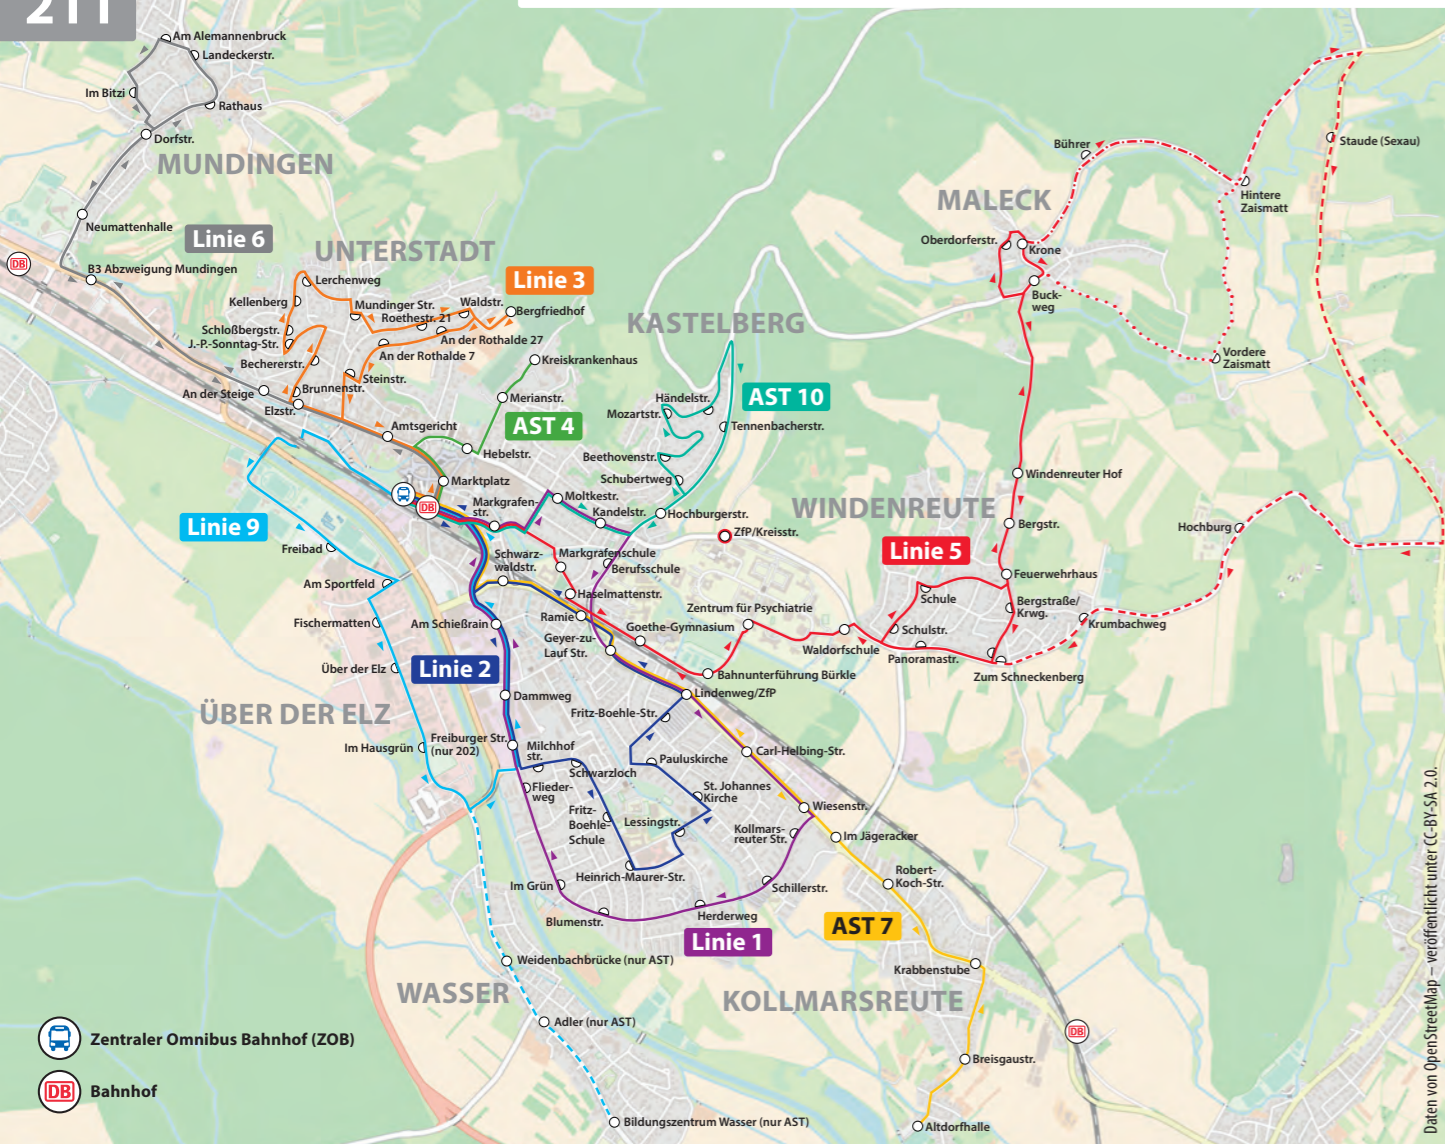 211
Am Alemannenbruck
Landeckerstr.
Im Bitzi
Rathaus
Dorfstr.
MUNDINGEN
Neumattenhalle
Linie 6
DB
B3 Abzweigung Mundingen
UNTERSTADT
Linie 3
Lerchenweg
Kellenberg
Mundinger Str.
Waldstr.
Roethestr. 21
Bergfriedhof
Schloßbergstr.
J.-P.-Sonntag-Str.
An der Rothalde 27
An der Rothalde 7
Bechererstr.
Steinstr.
Kreiskrankenhaus
An der Steige
Brunnenstr.
Elzstr.
Merianstr.
AST 4
Amtsgericht
Hebelstr.
Marktplatz
DB
KASTELBERG
AST 10
Händelstr.
Mozartstr.
Tennenbacherstr.
Beethovenstr.
Schubertweg
Markgrafen-
str.
Moltkestr.
Kandelstr.
Hochburgerstr.
ZfP/Kreisstr.
MALECK
Bührer
Staude (Sexau)
Hintere
Zaismatt
Oberdorferstr.
Krone
Buck-
weg
Vordere
Zaismatt
Windenreuter Hof
WINDENREUTE
Bergstr.
Hochburg
Linie 5
Feuerwehrhaus
Schule
Bergstraße/
Krwg.
Krumbachweg
Schulstr.
Panoramastr.
Zum Schneckenberg
Waldorfschule
Zentrum für Psychiatrie
Goethe-Gymnasium
Bahnunterführung Bürkle
Linie 9
Freibad
Am Sportfeld
Fischermatten
Über der Elz
ÜBER DER ELZ
Im Hausgrün
Schwarz-
waldstr.
Markgrafenschule
Berufsschule
Haselmattenstr.
Ramie
Am Schießrain
Geyer-zu-
Lauf Str.
Linie 2
Dammweg
Lindenweg/ZfP
Fritz-Boehle-Str.
Freiburger Str.
(nur 202)
Milchhof
str.
Schwarzloch
Pauluskirche
Carl-Helbing-Str.
Flieder-
weg
St. Johannes
Kirche
Fritz-
Boehle-
Schule
Lessingstr.
Kollmars-
reuter Str.
Wiesenstr.
Im Jägeracker
Heinrich-Maurer-Str.
Im Grün
Schillerstr.
Robert-
Koch-Str.
Blumenstr.
Herderweg
Linie 1
AST 7
Krabbenstube
Weidenbachbrücke (nur AST)
WASSER
KOLLMARSREUTE
Adler (nur AST)
DB
Breisgaustr.
Bildungszentrum Wasser (nur AST)
Altdorfhalle
Zentraler Omnibus Bahnhof (ZOB)
DB Bahnhof
Daten von OpenStreetMap – veröffentlicht unter CC-BY-SA 2.0.